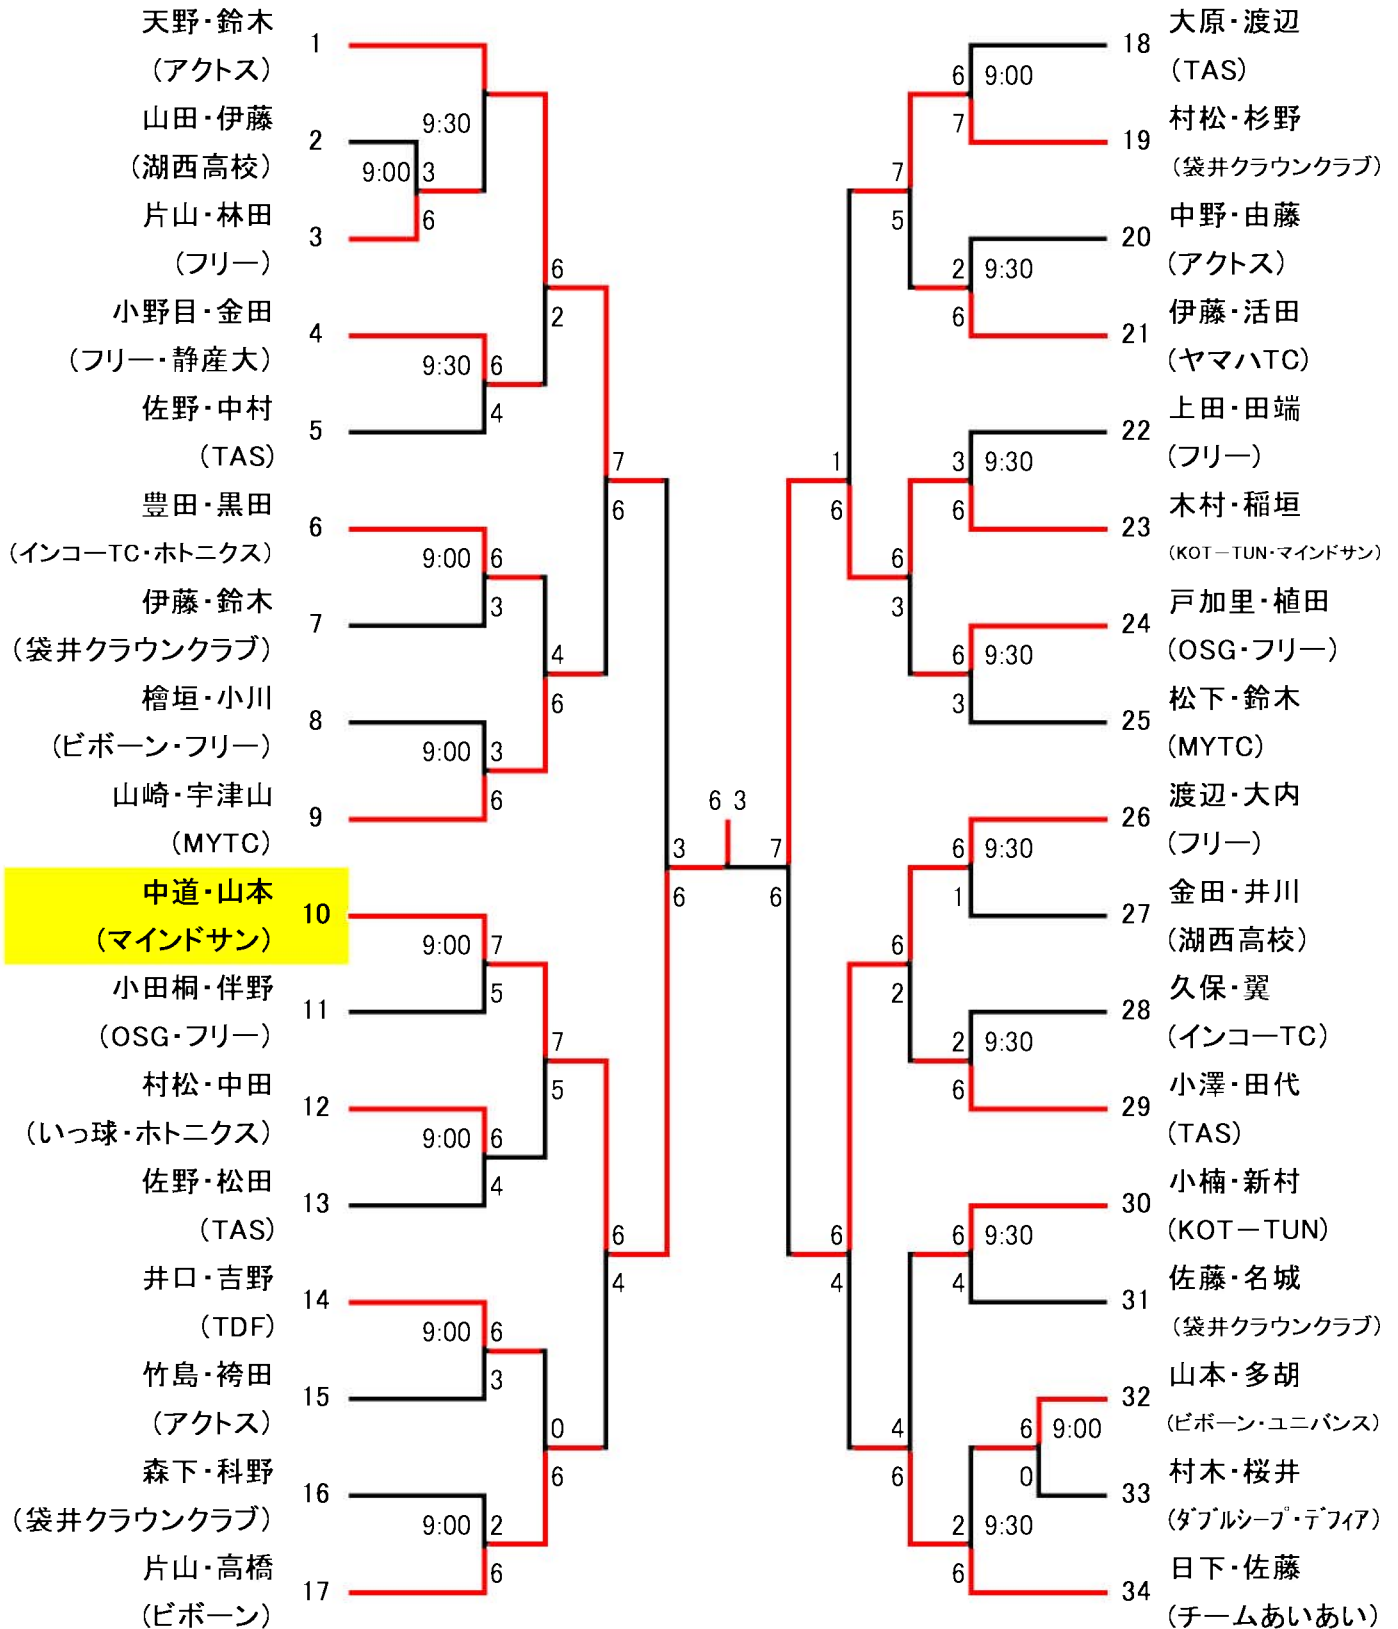 天野・鈴木
1
(アクトス)
山田・伊藤
2
9:30
(湖西高校)
9:00 3
片山・林田
3
6
(フリー)
小野目・金田
4
6
2
(フリー・静産大)
9:30 6
佐野・中村
5
4
(TAS)
豊田・黒田
6
7
6
(インコーTC・ホトニクス)
9:00 6
伊藤・鈴木
7
3
(袋井クラウンクラブ)
4
6
檜垣・小川
8
(ビボーン・フリー)
9:00 3
山崎・宇津山
9
6
(MYTC)
3
6
中道・山本
10
(マインドサン)
9:00 7
小田桐・伴野
11
5
(OSG・フリー)
7
5
村松・中田
12
(いっ球・ホトニクス)
9:00 6
佐野・松田
13
4
(TAS)
6
4
井口・吉野
14
(TDF)
9:00 6
竹島・袴田
15
3
(アクトス)
0
6
森下・科野
16
(袋井クラウンクラブ)
9:00 2
片山・高橋
17
6
(ビボーン)
6 3
大原・渡辺
18
6 9:00
(TAS)
村松・杉野
7
19
(袋井クラウンクラブ)
7
5
中野・由藤
20
2 9:30
(アクトス)
伊藤・活田
6
21
(ヤマハTC)
上田・田端
22
1
6
3 9:30
(フリー)
木村・稲垣
6
23
(KOT－TUN・マインドサン)
6
3
戸加里・植田
24
6 9:30
(OSG・フリー)
松下・鈴木
3
25
(MYTC)
渡辺・大内
26
7
6
6 9:30
(フリー)
金田・井川
1
27
(湖西高校)
6
2
久保・翼
28
2 9:30
(インコーTC)
小澤・田代
6
29
(TAS)
小楠・新村
30
6
4
6 9:30
(KOT－TUN)
佐藤・名城
4
31
(袋井クラウンクラブ)
山本・多胡
32
4
6
6 9:00
(ビボーン・ユニバンス)
村木・桜井
0
33
(ダブルシープ・デフィア)
2 9:30
日下・佐藤
6
34
(チームあいあい)